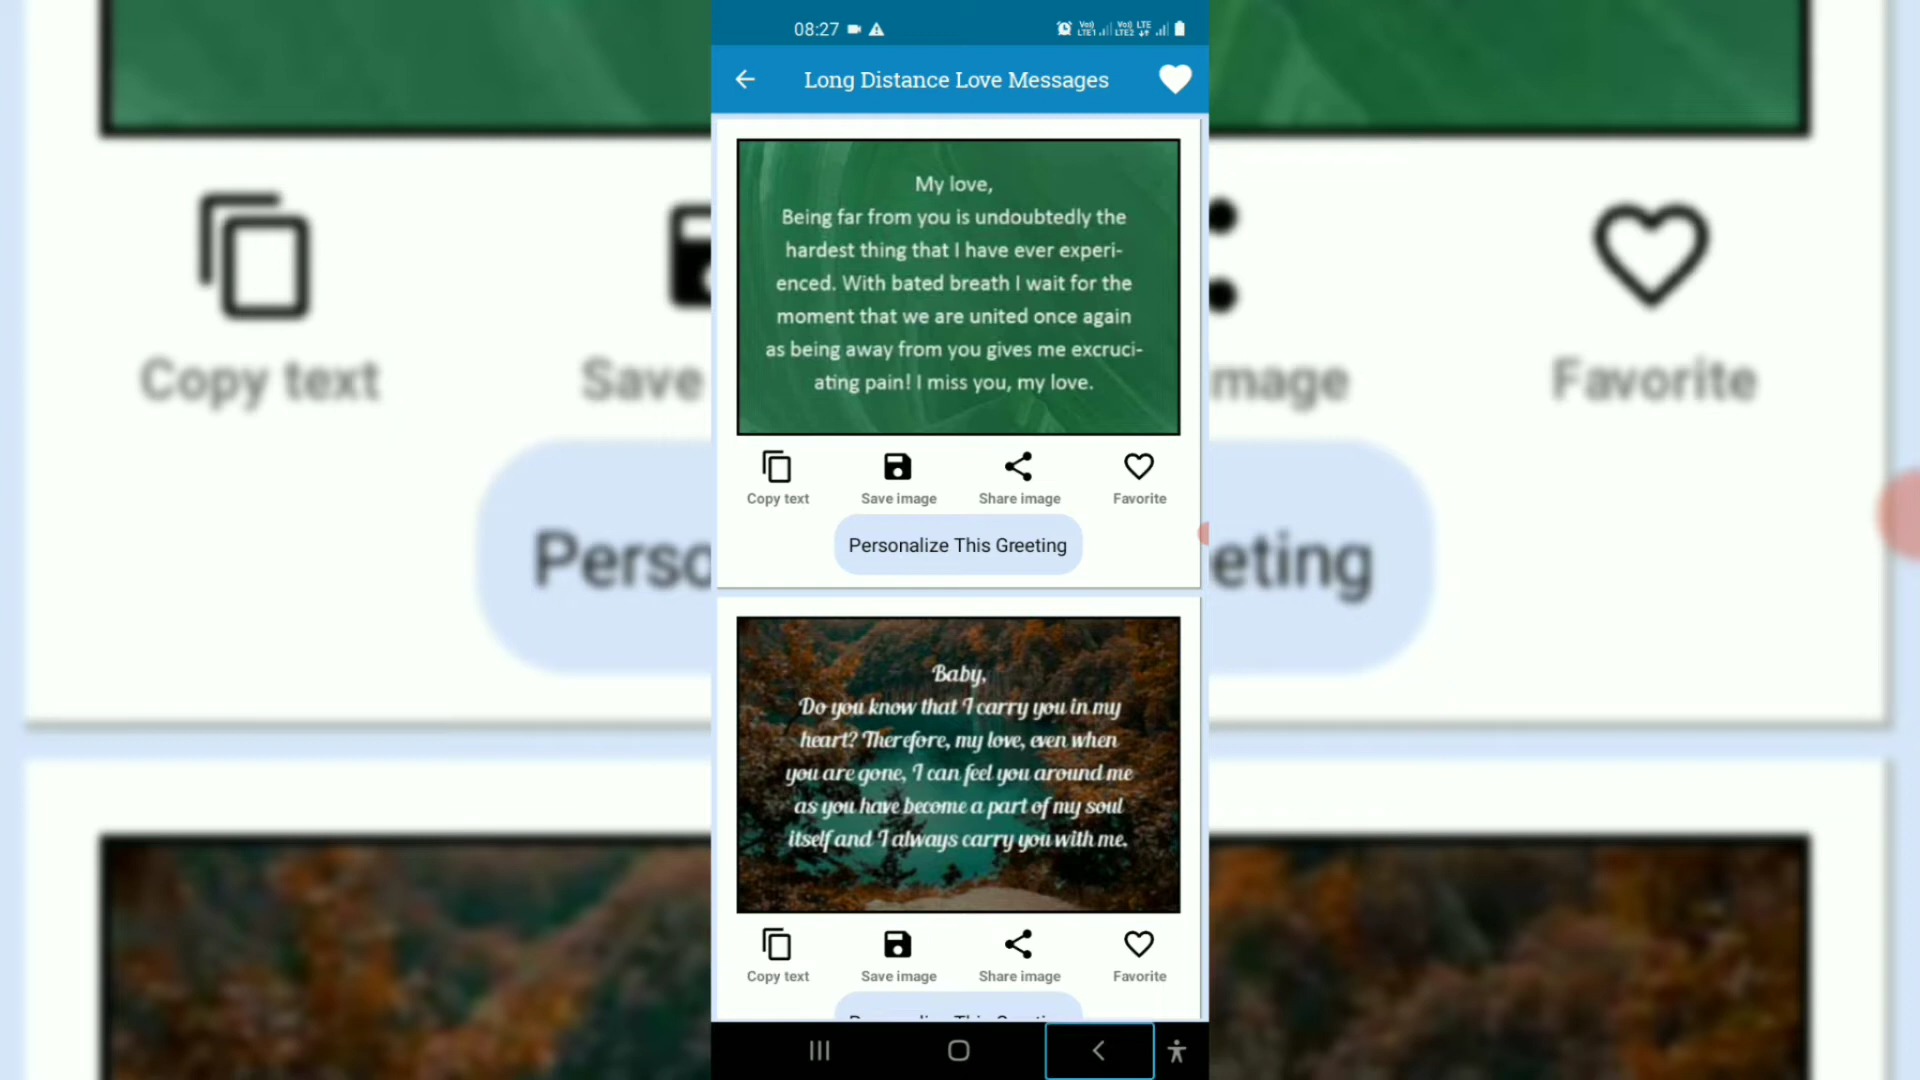 08:27
Vo)) LTE1 Vo)) LTE LTE2
Long Distance Love Messages
My love,
Being far from you is undoubtedly the
hardest thing that I have ever experi-
enced. With bated breath I wait for the
moment that we are united once again
as being away from you gives me excruci-
ating pain! I miss you, my love.
Copy text Save image Share image Favorite
Personalize This Greeting
Baby,
Do you know that I carry you in my
heart? Therefore, my love, even when
you are gone, I can feel you around me
as you have become a part of my soul
itself and I always carry you with me.
Copy text Save image Share image Favorite
Copy text Save mage Favorite
Perso eting